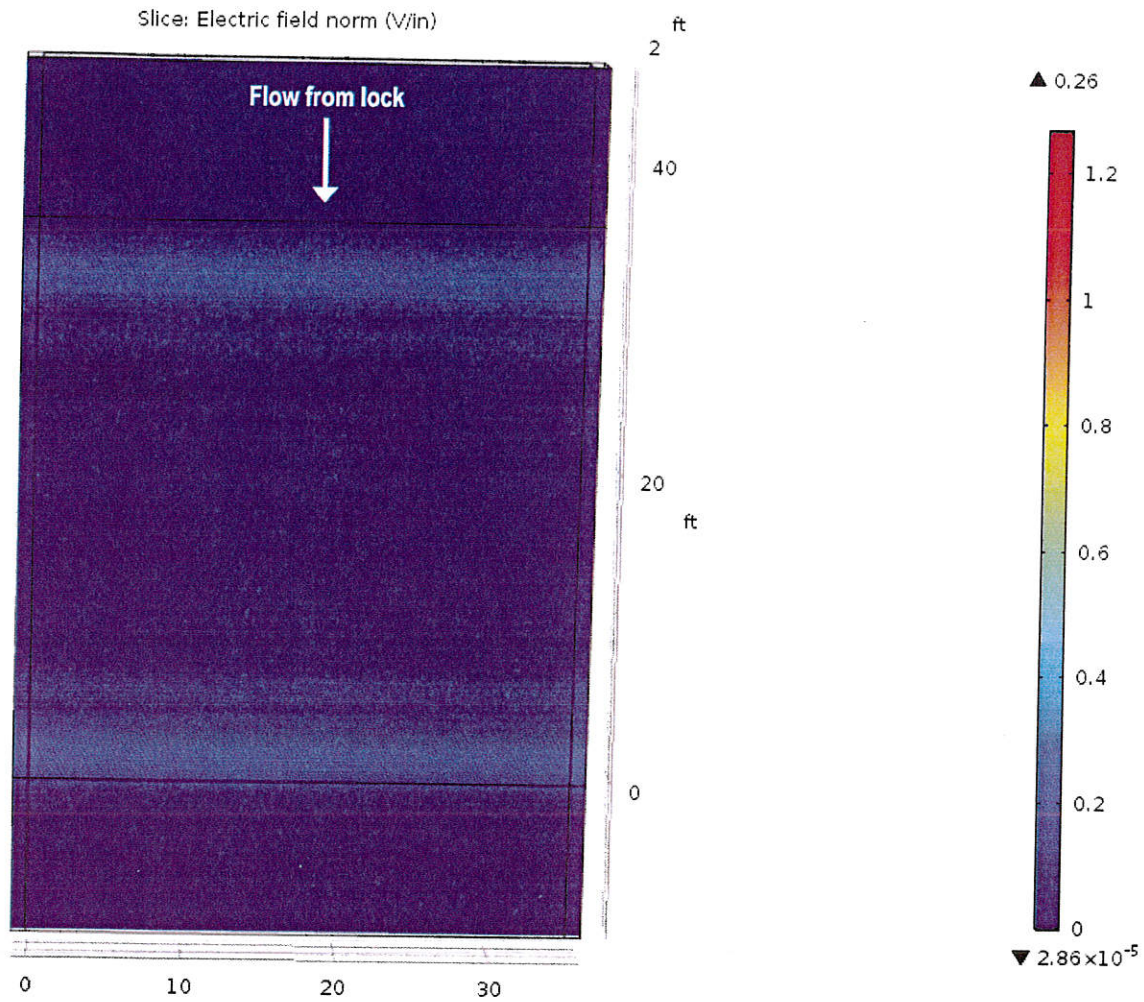 Slice: Electric field norm (V/in)
ft
2
Flow from lock
40
20
ft
0
0 10 20 30
▲ 0.26
1.2
1
0.8
0.6
0.4
0.2
0
▼ 2.86×10⁻⁵